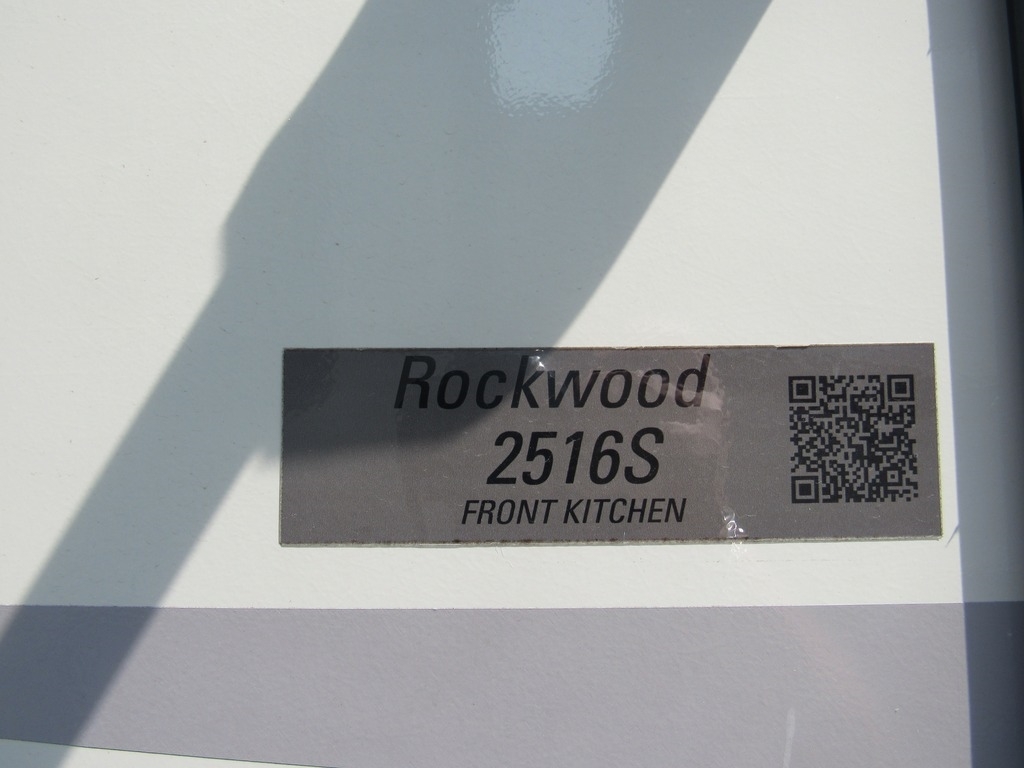 Rockwood
2516S
FRONT KITCHEN